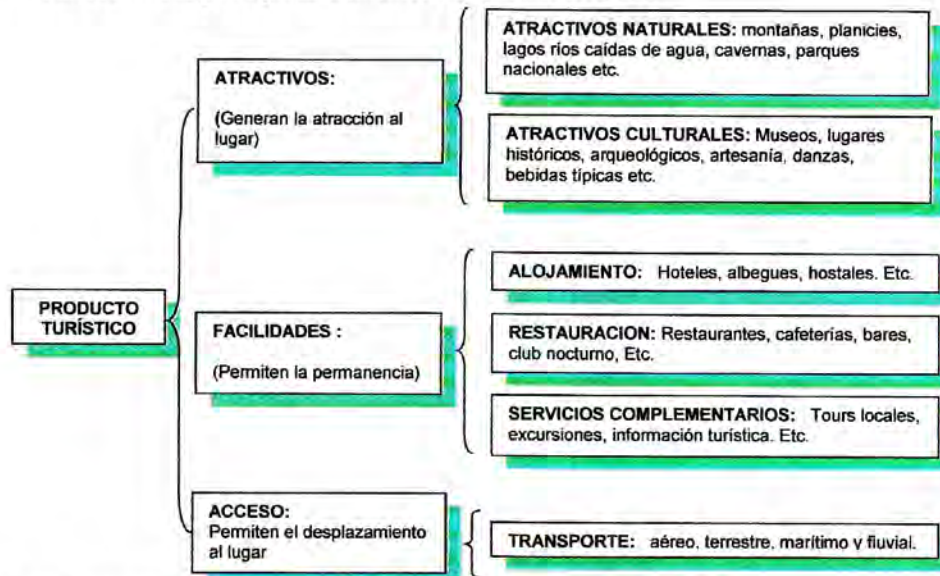 PRODUCTO
TURÍSTICO
ATRACTIVOS:
(Generan la atracción al
lugar)
ATRACTIVOS NATURALES: montañas, planicies,
lagos ríos caídas de agua, cavernas, parques
nacionales etc.
ATRACTIVOS CULTURALES: Museos, lugares
históricos, arqueológicos, artesanía, danzas,
bebidas típicas etc.
FACILIDADES :
(Permiten la permanencia)
ALOJAMIENTO: Hoteles, albegues, hostales. Etc.
RESTAURACION: Restaurantes, cafeterías, bares,
club nocturno, Etc.
SERVICIOS COMPLEMENTARIOS: Tours locales,
excursiones, información turística. Etc.
ACCESO:
Permiten el desplazamiento
al lugar
TRANSPORTE: aéreo, terrestre, marítimo y fluvial.